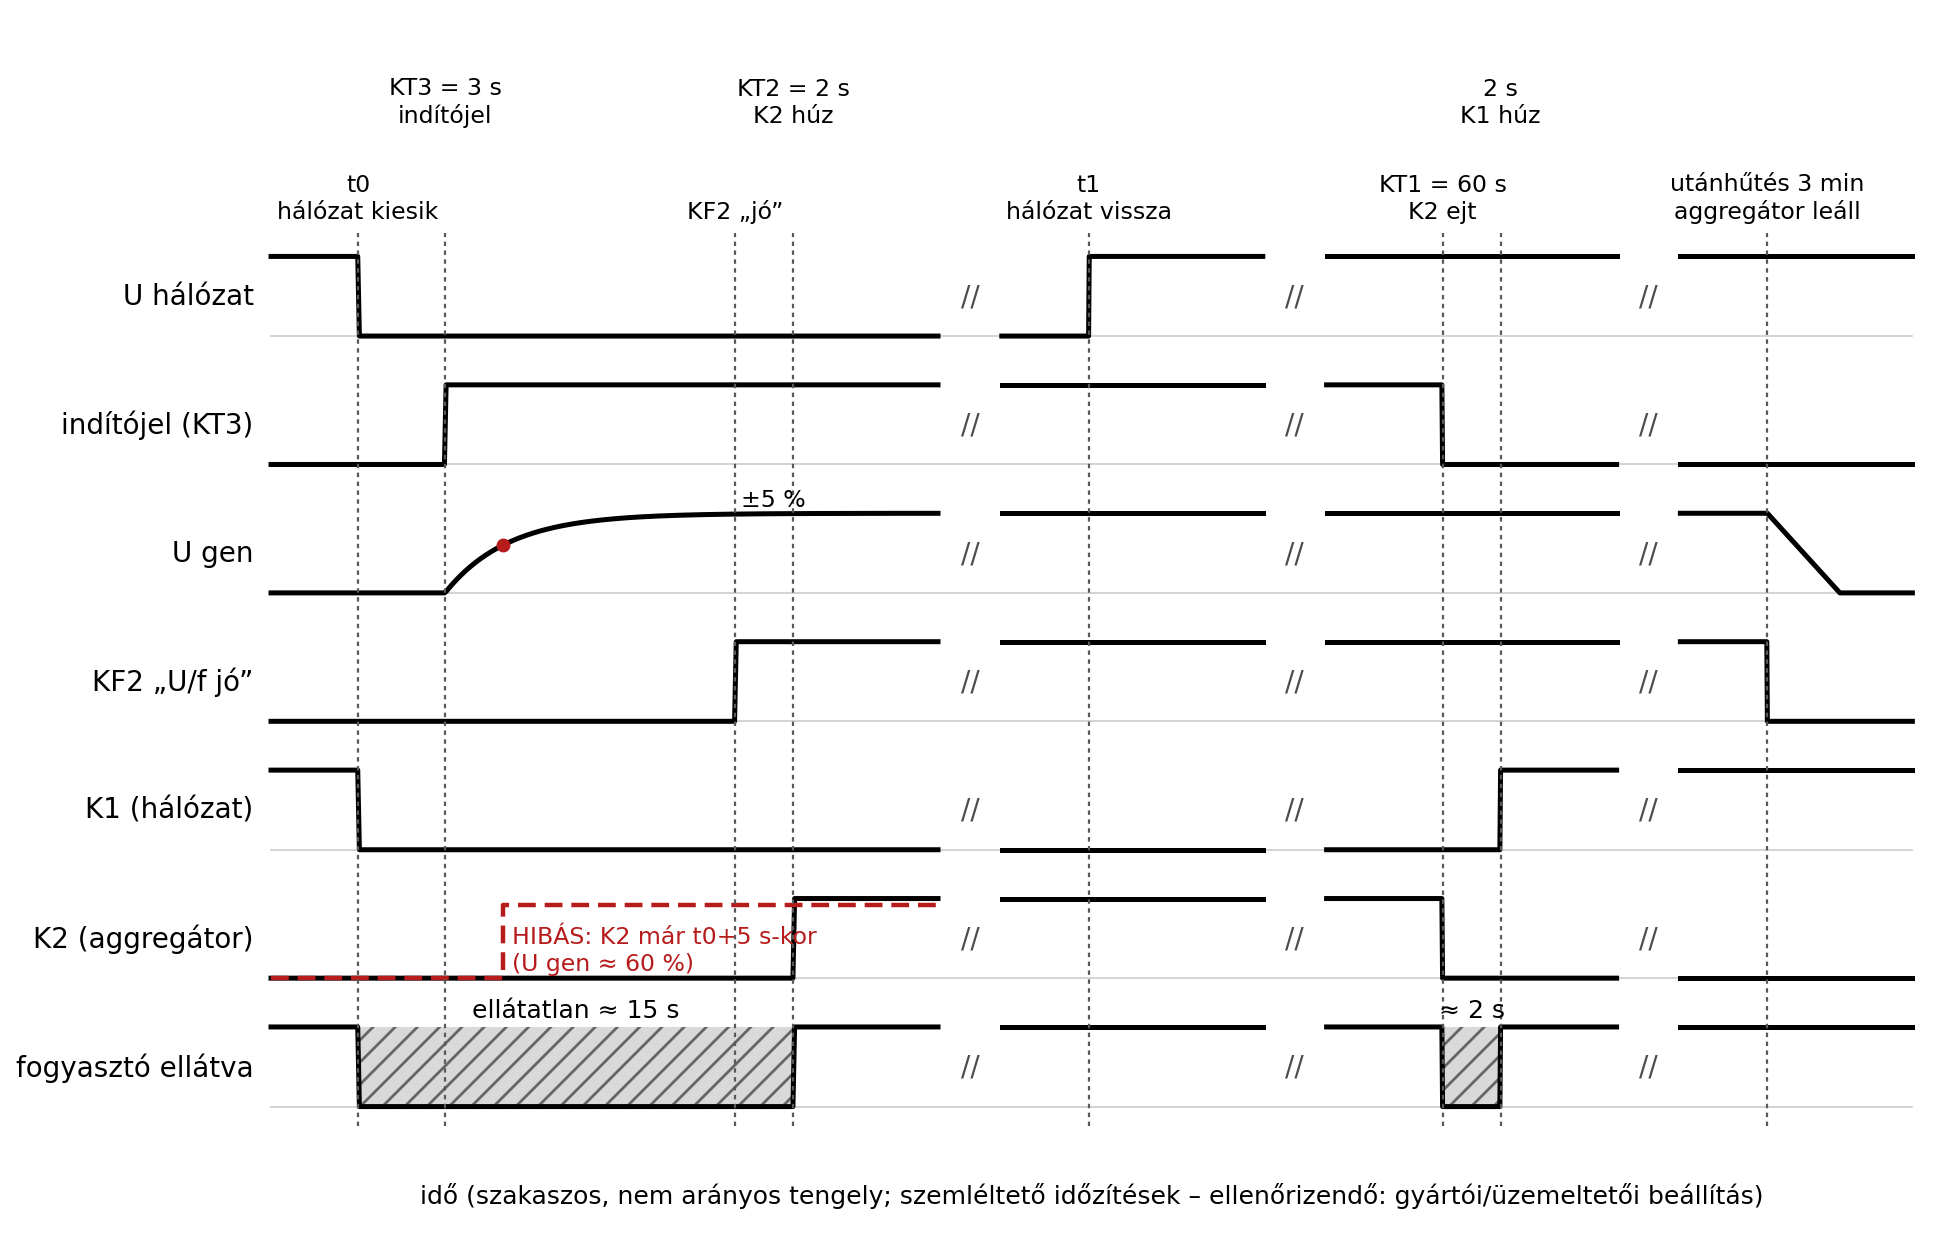 KT3 = 3 s
indítójel
KT2 = 2 s
K2 húz
2 s
K1 húz
t0
hálózat kiesik
KF2 „jó”
t1
hálózat vissza
KT1 = 60 s
K2 ejt
utánhűtés 3 min
aggregátor leáll
U hálózat
//
//
//
indítójel (KT3)
//
//
//
±5 %
U gen
//
//
//
KF2 „U/f jó”
//
//
//
K1 (hálózat)
//
//
//
K2 (aggregátor)
HIBÁS: K2 már t0+5 s-kor
(U gen ≈ 60 %)
//
//
//
ellátatlan ≈ 15 s
≈ 2 s
fogyasztó ellátva
//
//
//
idő (szakaszos, nem arányos tengely; szemléltető időzítések – ellenőrizendő: gyártói/üzemeltetői beállítás)